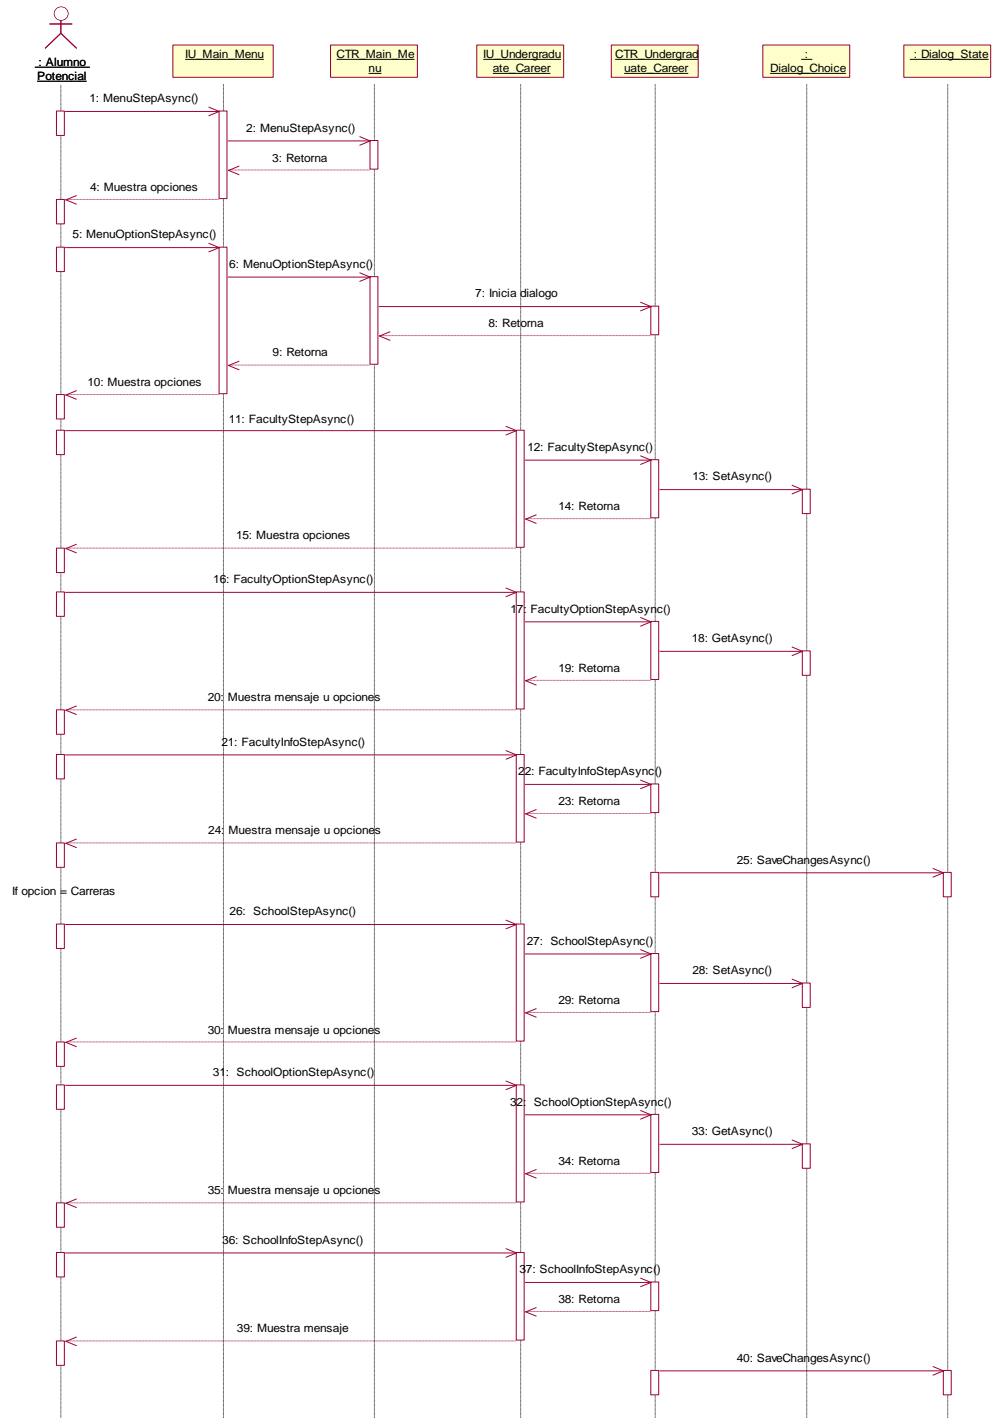 : Alumno
Potencial
IU_Main_Menu
CTR_Main_Me
nu
IU_Undergradu
ate_Career
CTR_Undergrad
uate_Career
:
Dialog_Choice
: Dialog_State
1: MenuStepAsync()
2: MenuStepAsync()
3: Retorna
4: Muestra opciones
5: MenuOptionStepAsync()
6: MenuOptionStepAsync()
7: Inicia dialogo
8: Retorna
9: Retorna
10: Muestra opciones
11: FacultyStepAsync()
12: FacultyStepAsync()
13: SetAsync()
14: Retorna
15: Muestra opciones
16: FacultyOptionStepAsync()
17: FacultyOptionStepAsync()
18: GetAsync()
19: Retorna
20: Muestra mensaje u opciones
21: FacultyInfoStepAsync()
22: FacultyInfoStepAsync()
23: Retorna
24: Muestra mensaje u opciones
25: SaveChangesAsync()
If opcion = Carreras
26: SchoolStepAsync()
27: SchoolStepAsync()
28: SetAsync()
29: Retorna
30: Muestra mensaje u opciones
31: SchoolOptionStepAsync()
32: SchoolOptionStepAsync()
33: GetAsync()
34: Retorna
35: Muestra mensaje u opciones
36: SchoolInfoStepAsync()
37: SchoolInfoStepAsync()
38: Retorna
39: Muestra mensaje
40: SaveChangesAsync()